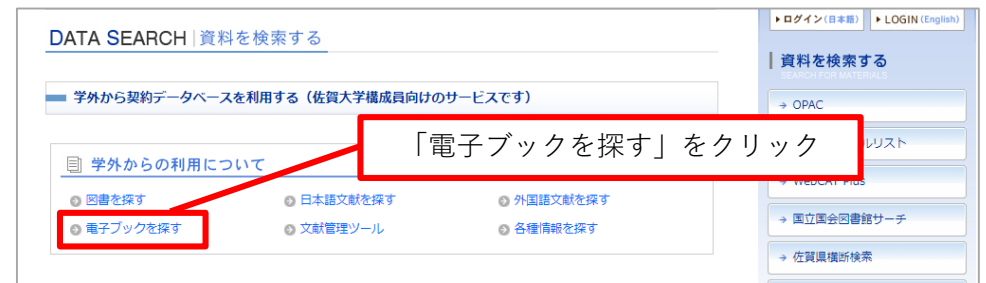 ▸ログイン(日本語) ▸LOGIN (English)
DATA SEARCH | 資料を検索する
資料を検索する
SEARCH FOR MATERIALS
学外から契約データベースを利用する（佐賀大学構成員向けのサービスです）
→ OPAC
「電子ブックを探す」をクリック
ルリスト
学外からの利用について
→ WebCAT Plus
図書を探す 日本語文献を探す 外国語文献を探す
→ 国立国会図書館サーチ
電子ブックを探す 文献管理ツール 各種情報を探す
→ 佐賀県横断検索